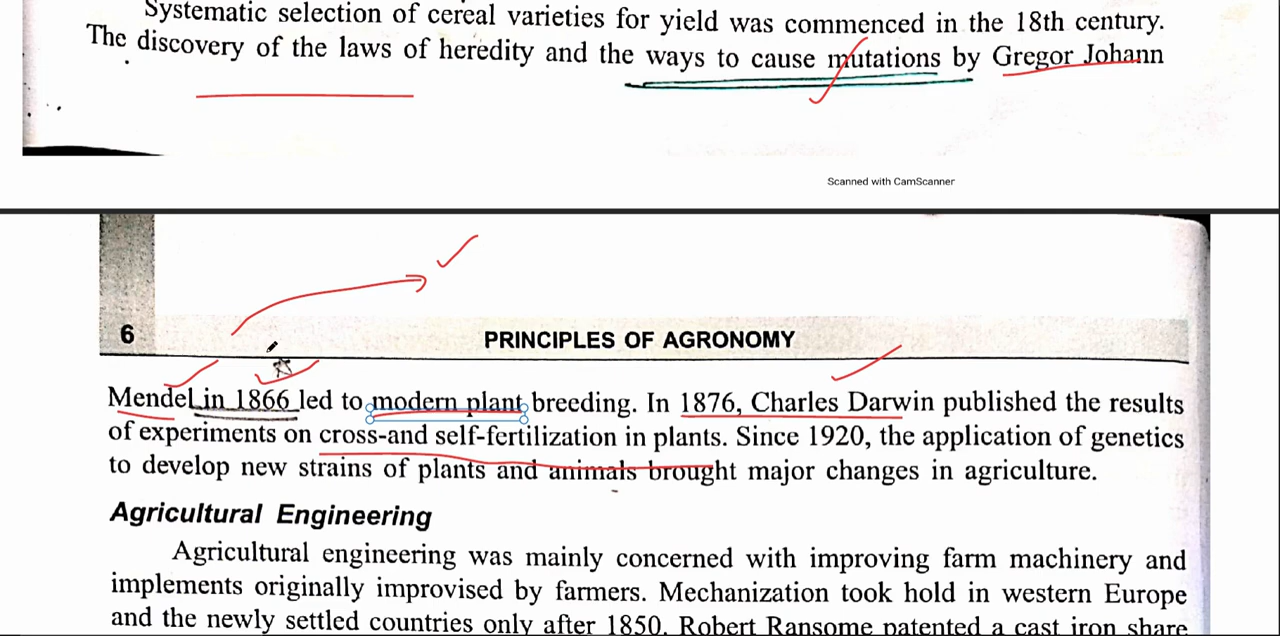 Systematic selection of cereal varieties for yield was commenced in the 18th century.
The discovery of the laws of heredity and the ways to cause mutations by Gregor Johann
Scanned with CamScanner
6 PRINCIPLES OF AGRONOMY
Mendel in 1866 led to modern plant breeding. In 1876, Charles Darwin published the results
of experiments on cross-and self-fertilization in plants. Since 1920, the application of genetics
to develop new strains of plants and animals brought major changes in agriculture.
Agricultural Engineering
Agricultural engineering was mainly concerned with improving farm machinery and
implements originally improvised by farmers. Mechanization took hold in western Europe
and the newly settled countries only after 1850. Robert Ransome patented a cast iron share